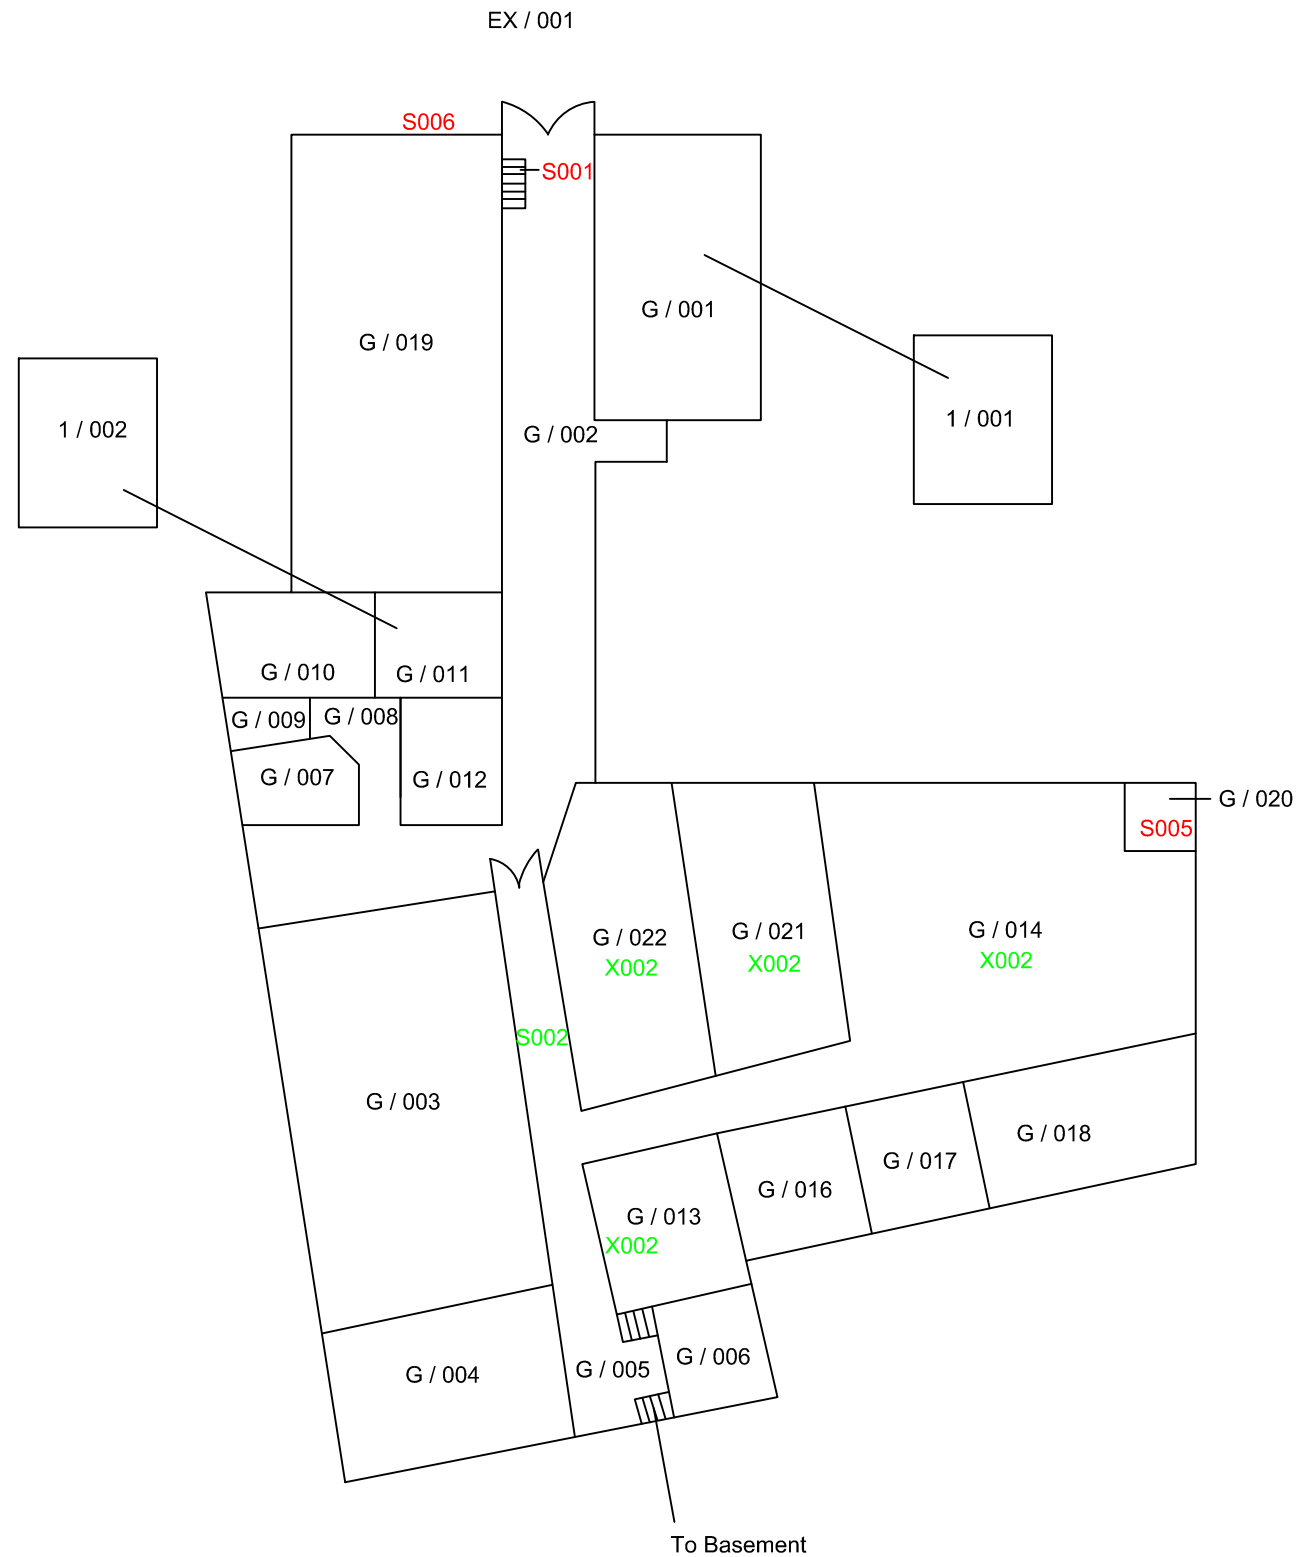 EX / 001
S006
S001
G / 001
G / 019
1 / 002
1 / 001
G / 002
G / 010
G / 011
G / 009
G / 008
G / 007
G / 012
G / 020
S005
G / 022
X002
G / 021
X002
G / 014
X002
S002
G / 003
G / 018
G / 017
G / 016
G / 013
X002
G / 006
G / 005
G / 004
To Basement